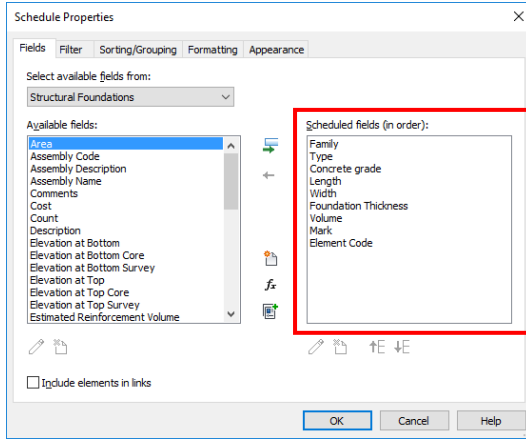 Schedule Properties
Fields Filter Sorting/Grouping Formatting Appearance
Select available fields from:
Structural Foundations
Available fields:
Area
Assembly Code
Assembly Description
Assembly Name
Comments
Cost
Count
Description
Elevation at Bottom
Elevation at Bottom Core
Elevation at Bottom Survey
Elevation at Top
Elevation at Top Core
Elevation at Top Survey
Estimated Reinforcement Volume
fx
Scheduled fields (in order):
Family
Type
Concrete grade
Length
Width
Foundation Thickness
Volume
Mark
Element Code
Include elements in links
OK Cancel Help